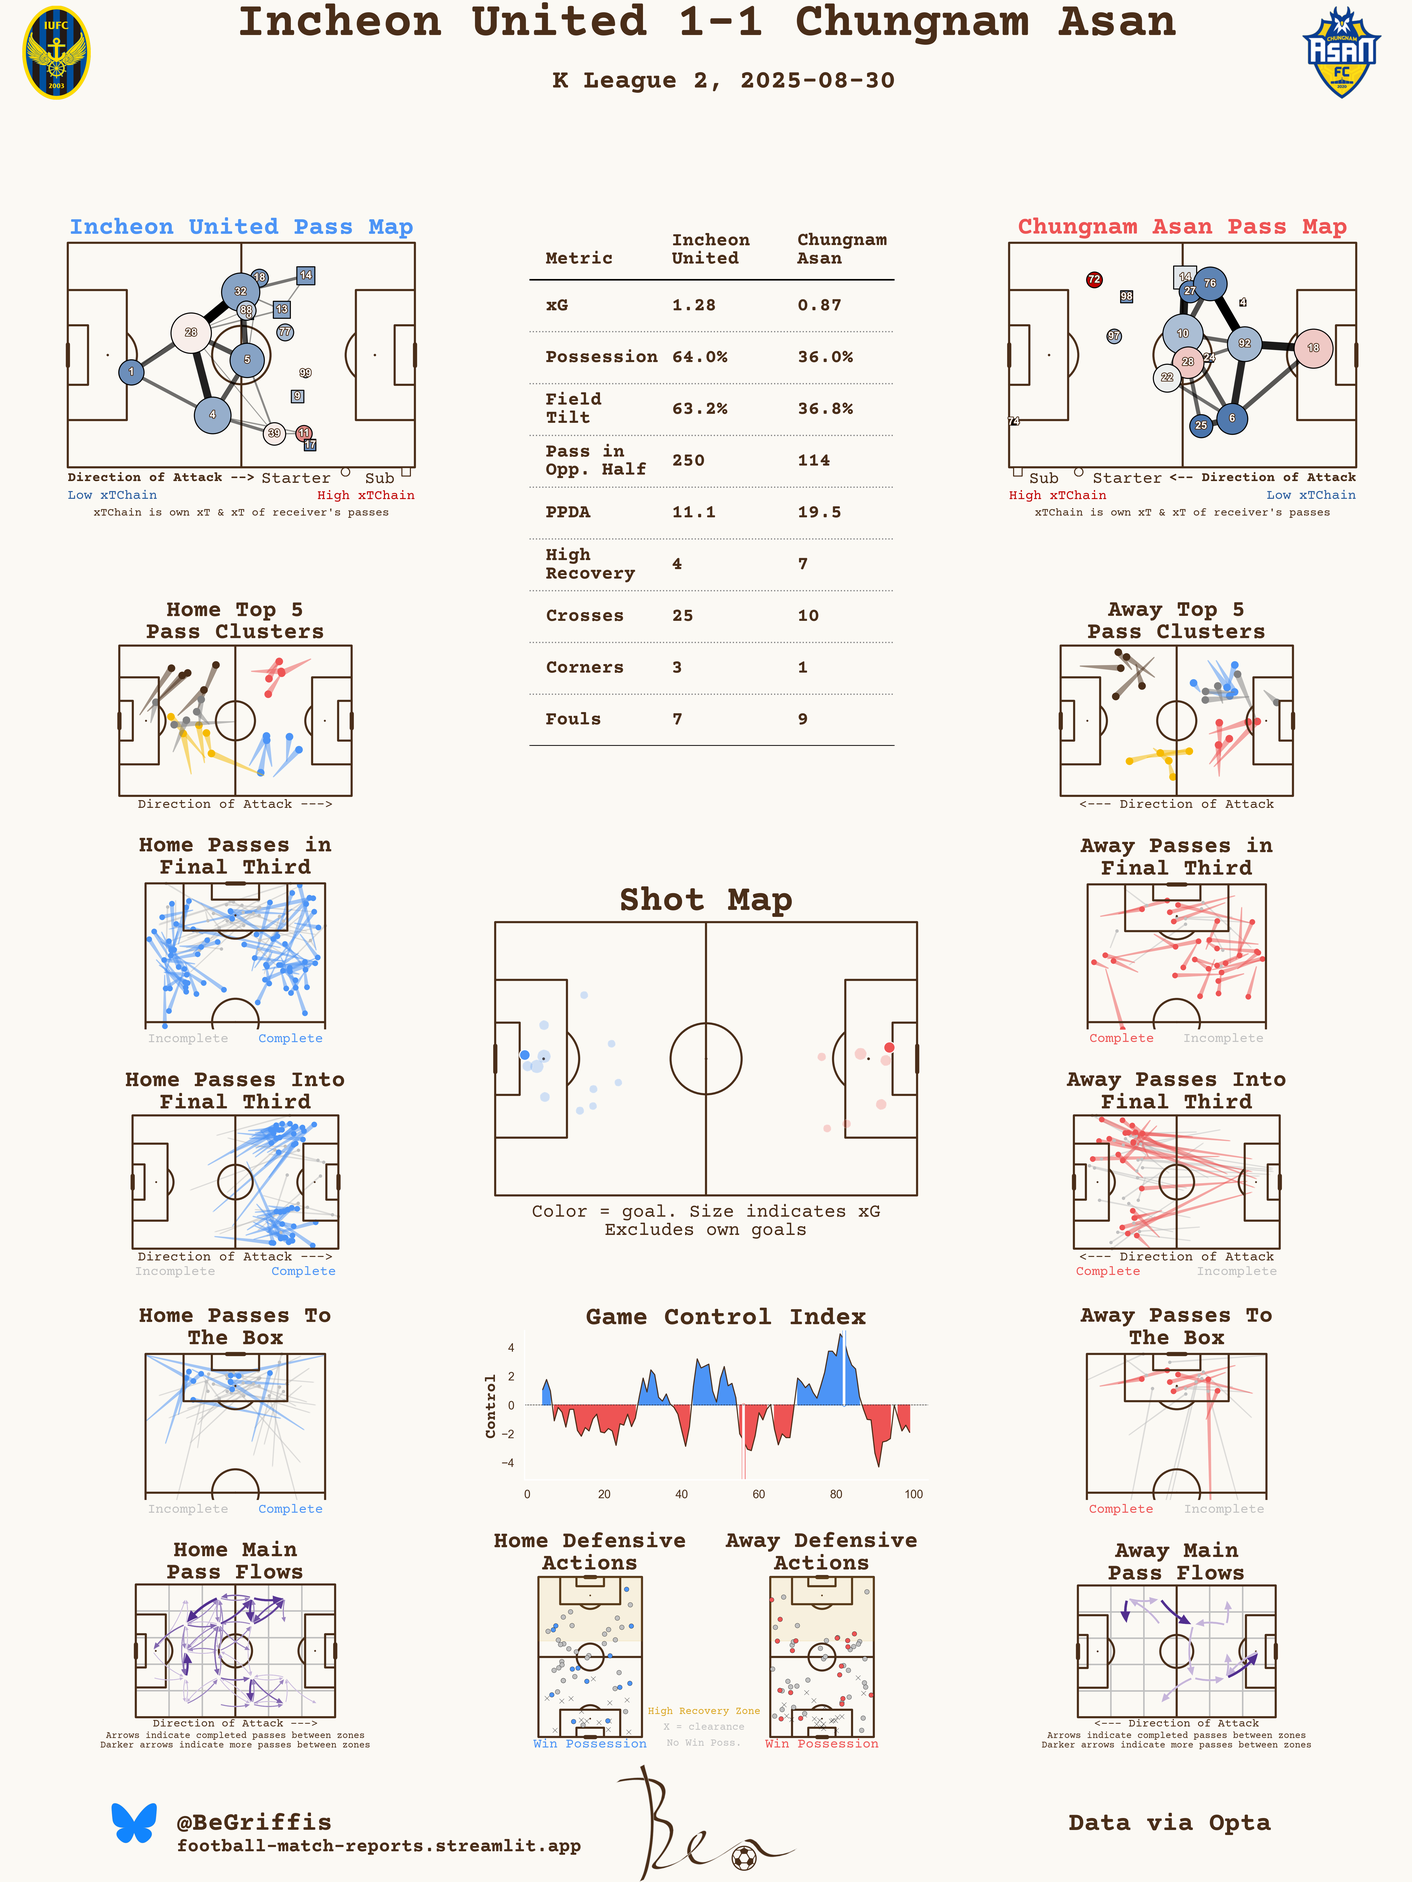 Incheon United 1-1 Chungnam Asan
K League 2, 2025-08-30
IUFC
2003
CHUNGNAM
ASAN
FC
2020
Incheon United Pass Map
18
14
32
88
13
28
77
5
1
99
9
4
39
11
17
Direction of Attack --> Starter Sub
Low xTChain High xTChain
xTChain is own xT & xT of receiver's passes
Metric Incheon United Chungnam Asan
xG 1.28 0.87
Possession 64.0% 36.0%
Field Tilt 63.2% 36.8%
Pass in Opp. Half 250 114
PPDA 11.1 19.5
High Recovery 4 7
Crosses 25 10
Corners 3 1
Fouls 7 9
Chungnam Asan Pass Map
72
14
76
27
98
4
97
10
92
18
28
24
22
74
25
6
Sub Starter <-- Direction of Attack
High xTChain Low xTChain
xTChain is own xT & xT of receiver's passes
Home Top 5
Pass Clusters
Direction of Attack --->
Away Top 5
Pass Clusters
<--- Direction of Attack
Home Passes in
Final Third
Incomplete Complete
Shot Map
Color = goal. Size indicates xG
Excludes own goals
Away Passes in
Final Third
Complete Incomplete
Home Passes Into
Final Third
Direction of Attack --->
Incomplete Complete
Away Passes Into
Final Third
<--- Direction of Attack
Complete Incomplete
Home Passes To
The Box
Incomplete Complete
Game Control Index
Control
4
2
0
−2
−4
0 20 40 60 80 100
Away Passes To
The Box
Complete Incomplete
Home Main
Pass Flows
Direction of Attack --->
Arrows indicate completed passes between zones
Darker arrows indicate more passes between zones
Home Defensive
Actions
Win Possession
High Recovery Zone
X = clearance
No Win Poss.
Away Defensive
Actions
Win Possession
Away Main
Pass Flows
<--- Direction of Attack
Arrows indicate completed passes between zones
Darker arrows indicate more passes between zones
@BeGriffis
football-match-reports.streamlit.app
Ben
Data via Opta